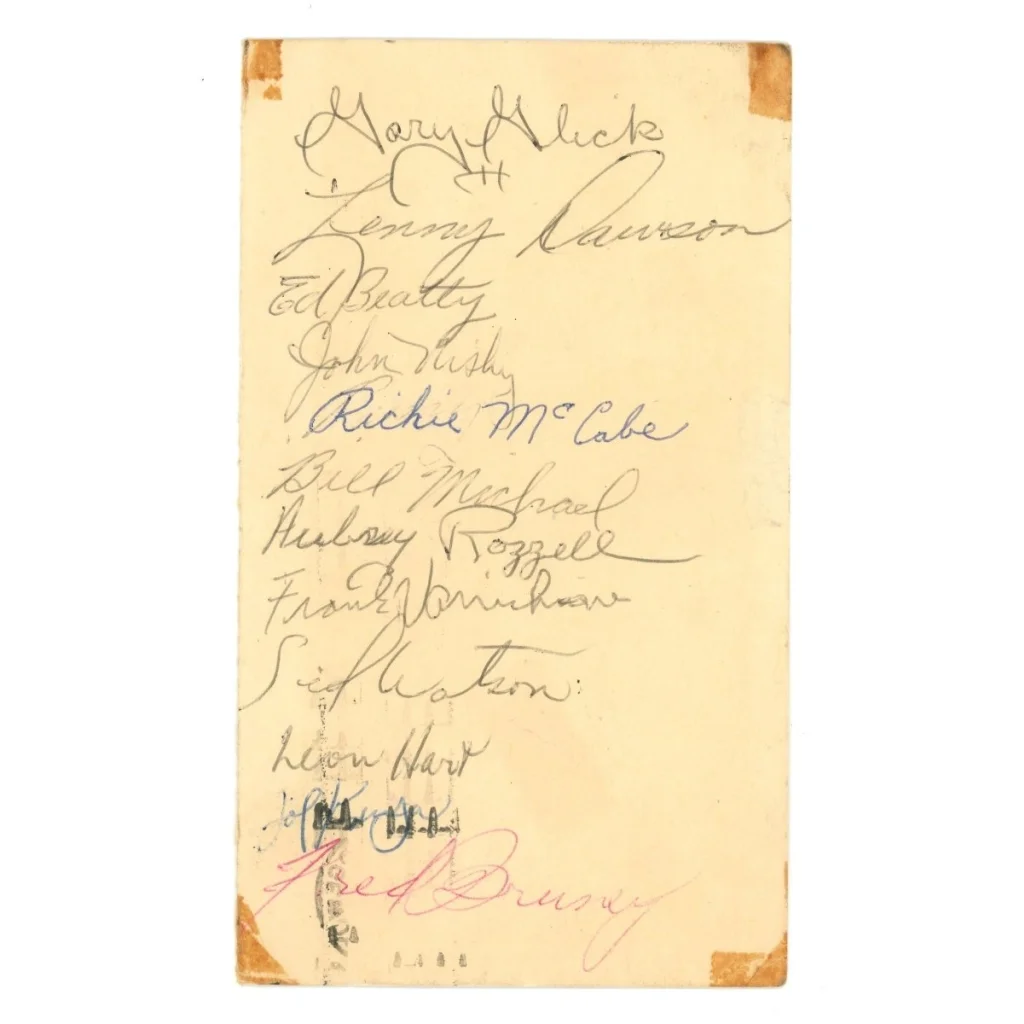 Gary Glick
Lenny Dawson
Ed Beatty
John Nisby
Richie McCabe
Bill Michael
Aubrey Rozzell
Frank Varrichione
Sid Watson
Leon Hart
Fred Bruney